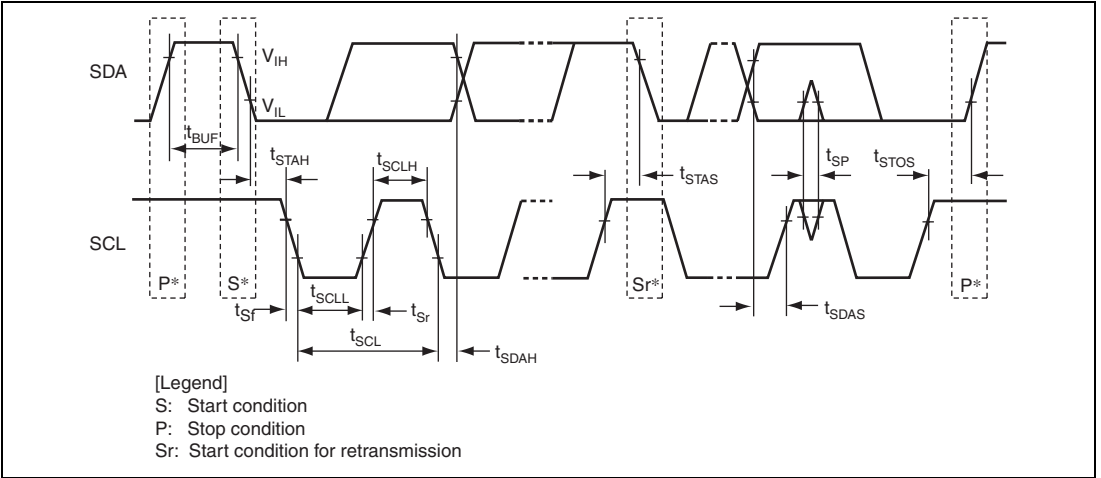 SDA
V_IH
V_IL
t_BUF
t_STAH
t_SCLH
t_STAS
t_SP
t_STOS
SCL
P*
S*
Sr*
P*
t_Sf
t_SCLL
t_Sr
t_SDAS
t_SCL
t_SDAH
[Legend]
S: Start condition
P: Stop condition
Sr: Start condition for retransmission